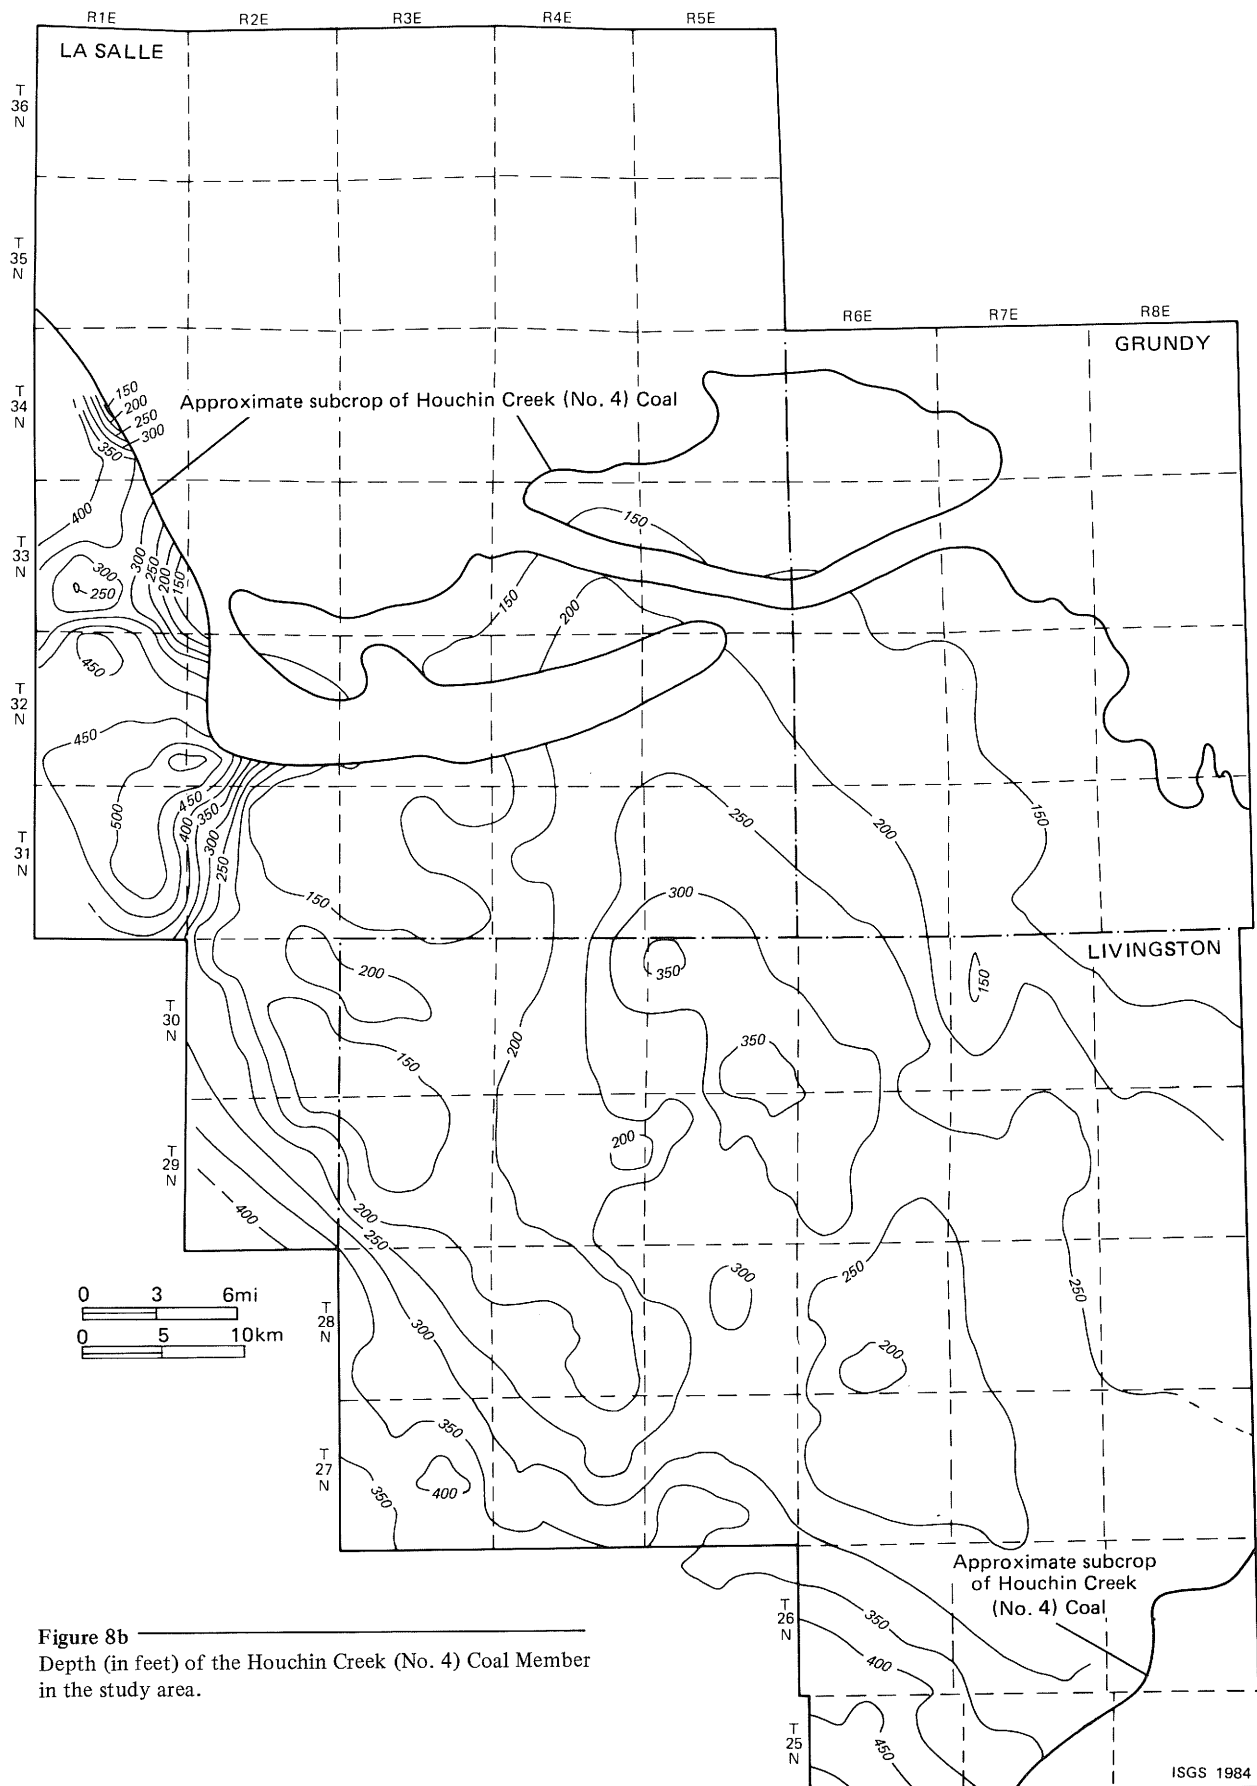 R1E
R2E
R3E
R4E
R5E
LA SALLE
T
36
N
T
35
N
R6E
R7E
R8E
GRUNDY
T
34
N
150
200
250
300
350
Approximate subcrop of Houchin Creek (No. 4) Coal
400
150
T
33
N
300
250
200
150
300
250
150
200
450
T
32
N
450
500
450
400
350
300
250
T
31
N
250
200
150
150
300
LIVINGSTON
200
350
150
T
30
N
200
350
150
200
T
29
N
400
200
250
250
250
300
0 3 6mi
0 5 10km
T
28
N
300
200
350
T
27
N
400
350
Approximate subcrop
of Houchin Creek
(No. 4) Coal
T
26
N
350
400
Figure 8b
Depth (in feet) of the Houchin Creek (No. 4) Coal Member
in the study area.
T
25
N
450
ISGS 1984